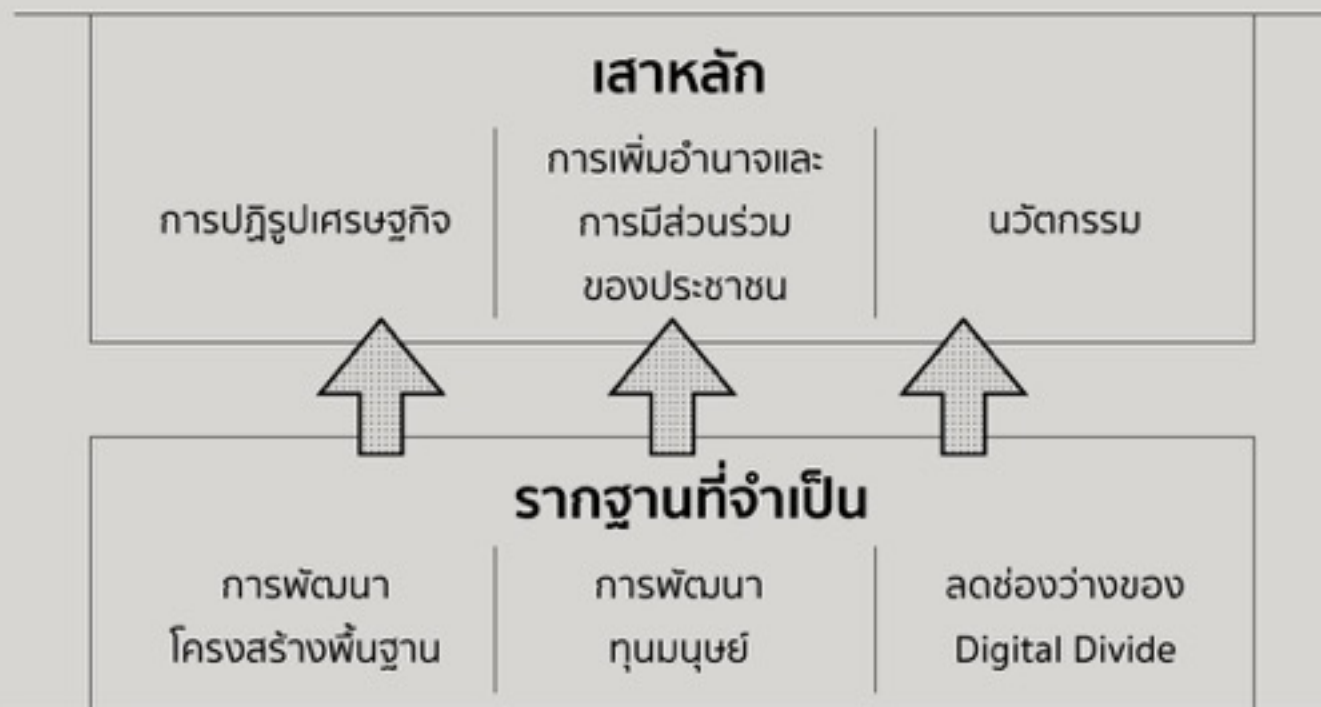 เสาหลัก
การปฏิรูปเศรษฐกิจ
การเพิ่มอำนาจและ
การมีส่วนร่วม
ของประชาชน
นวัตกรรม
รากฐานที่จำเป็น
การพัฒนา
โครงสร้างพื้นฐาน
การพัฒนา
ทุนมนุษย์
ลดช่องว่างของ
Digital Divide